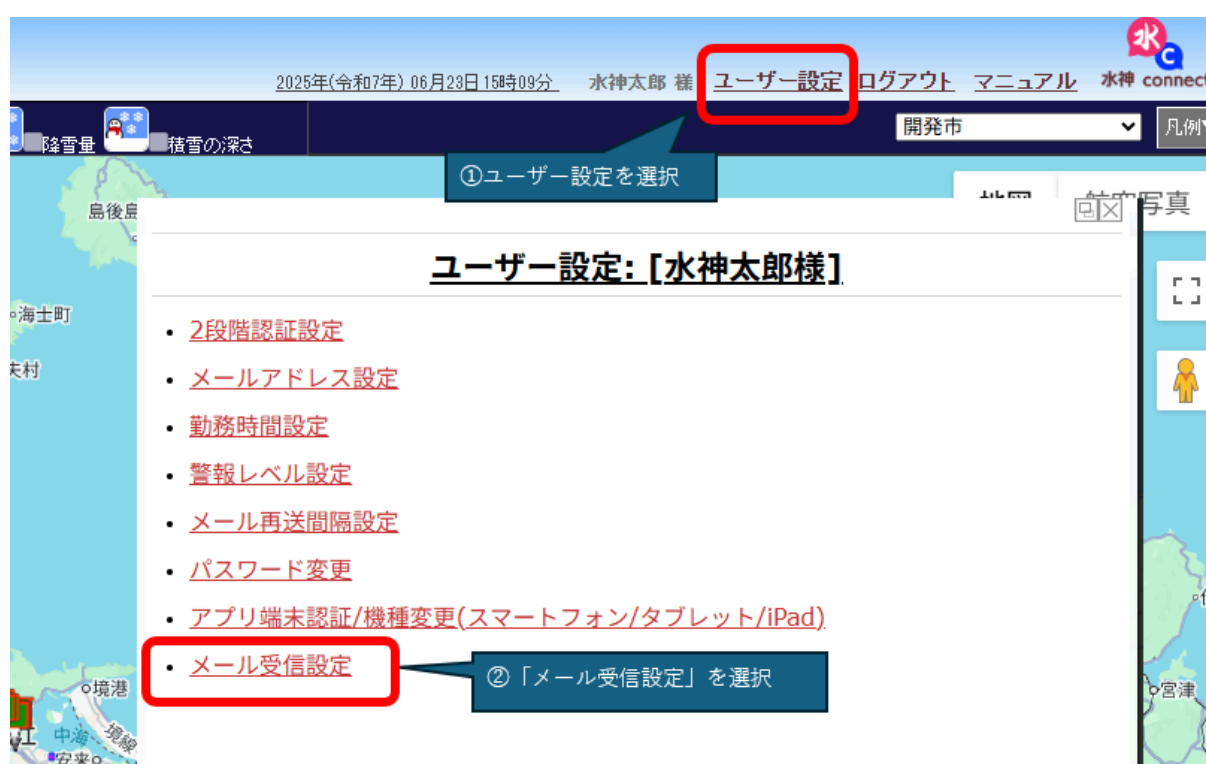 水
C
2025年(令和7年) 06月23日 15時09分 水神太郎 様 ユーザー設定 ログアウト マニュアル 水神 connect
降雪量 積雪の深さ 開発市 凡例▼
①ユーザー設定を選択
地図 航空写真
島後島
ユーザー設定: [水神太郎様]
海士町
• 2段階認証設定
夫村
• メールアドレス設定
• 勤務時間設定
• 警報レベル設定
• メール再送間隔設定
• パスワード変更
• アプリ端末認証/機種変更(スマートフォン/タブレット/iPad)
• メール受信設定
②「メール受信設定」を選択
境港
宮津
中海
境線
安来